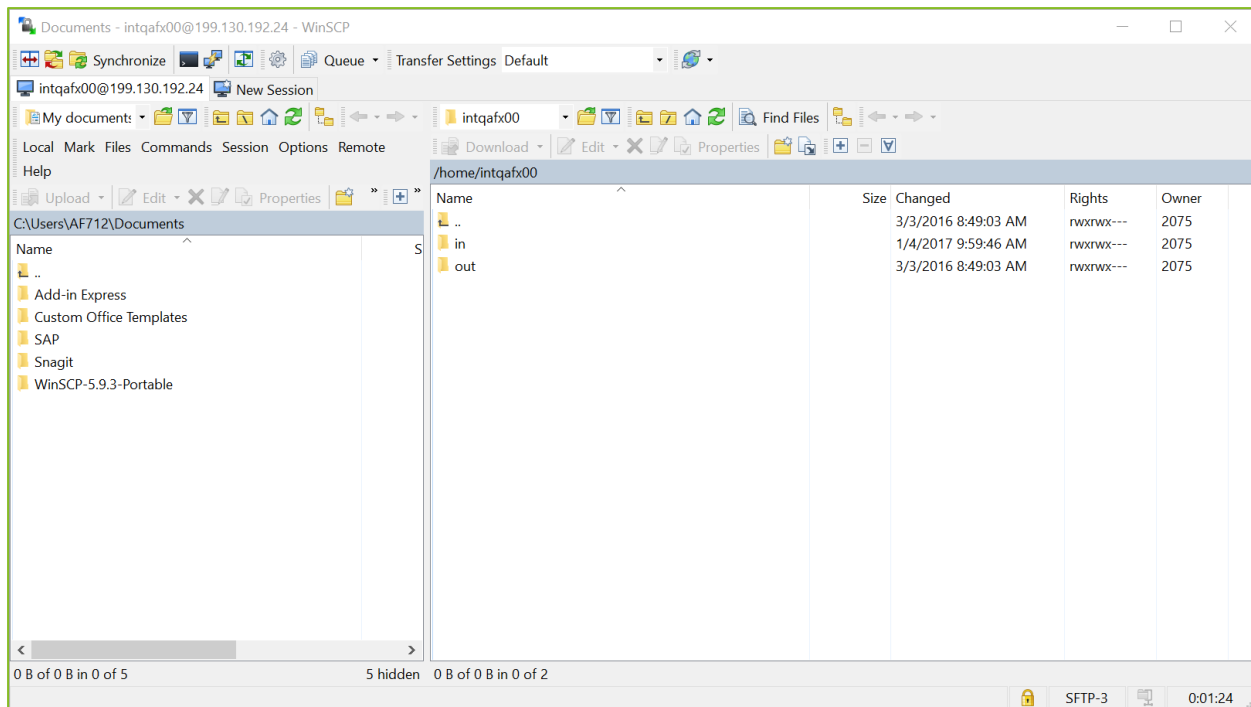 Documents - intqafx00@199.130.192.24 - WinSCP
Synchronize Queue Transfer Settings Default
intqafx00@199.130.192.24 New Session
My documents intqafx00 Find Files
Local Mark Files Commands Session Options Remote
Help
Download Edit Properties
/home/intqafx00
Upload Edit Properties » »
C:\Users\AF712\Documents
Name S
..
Add-in Express
Custom Office Templates
SAP
Snagit
WinSCP-5.9.3-Portable
Name Size Changed Rights Owner
.. 3/3/2016 8:49:03 AM rwxrwx--- 2075
in 1/4/2017 9:59:46 AM rwxrwx--- 2075
out 3/3/2016 8:49:03 AM rwxrwx--- 2075
0 B of 0 B in 0 of 5 5 hidden 0 B of 0 B in 0 of 2
SFTP-3 0:01:24